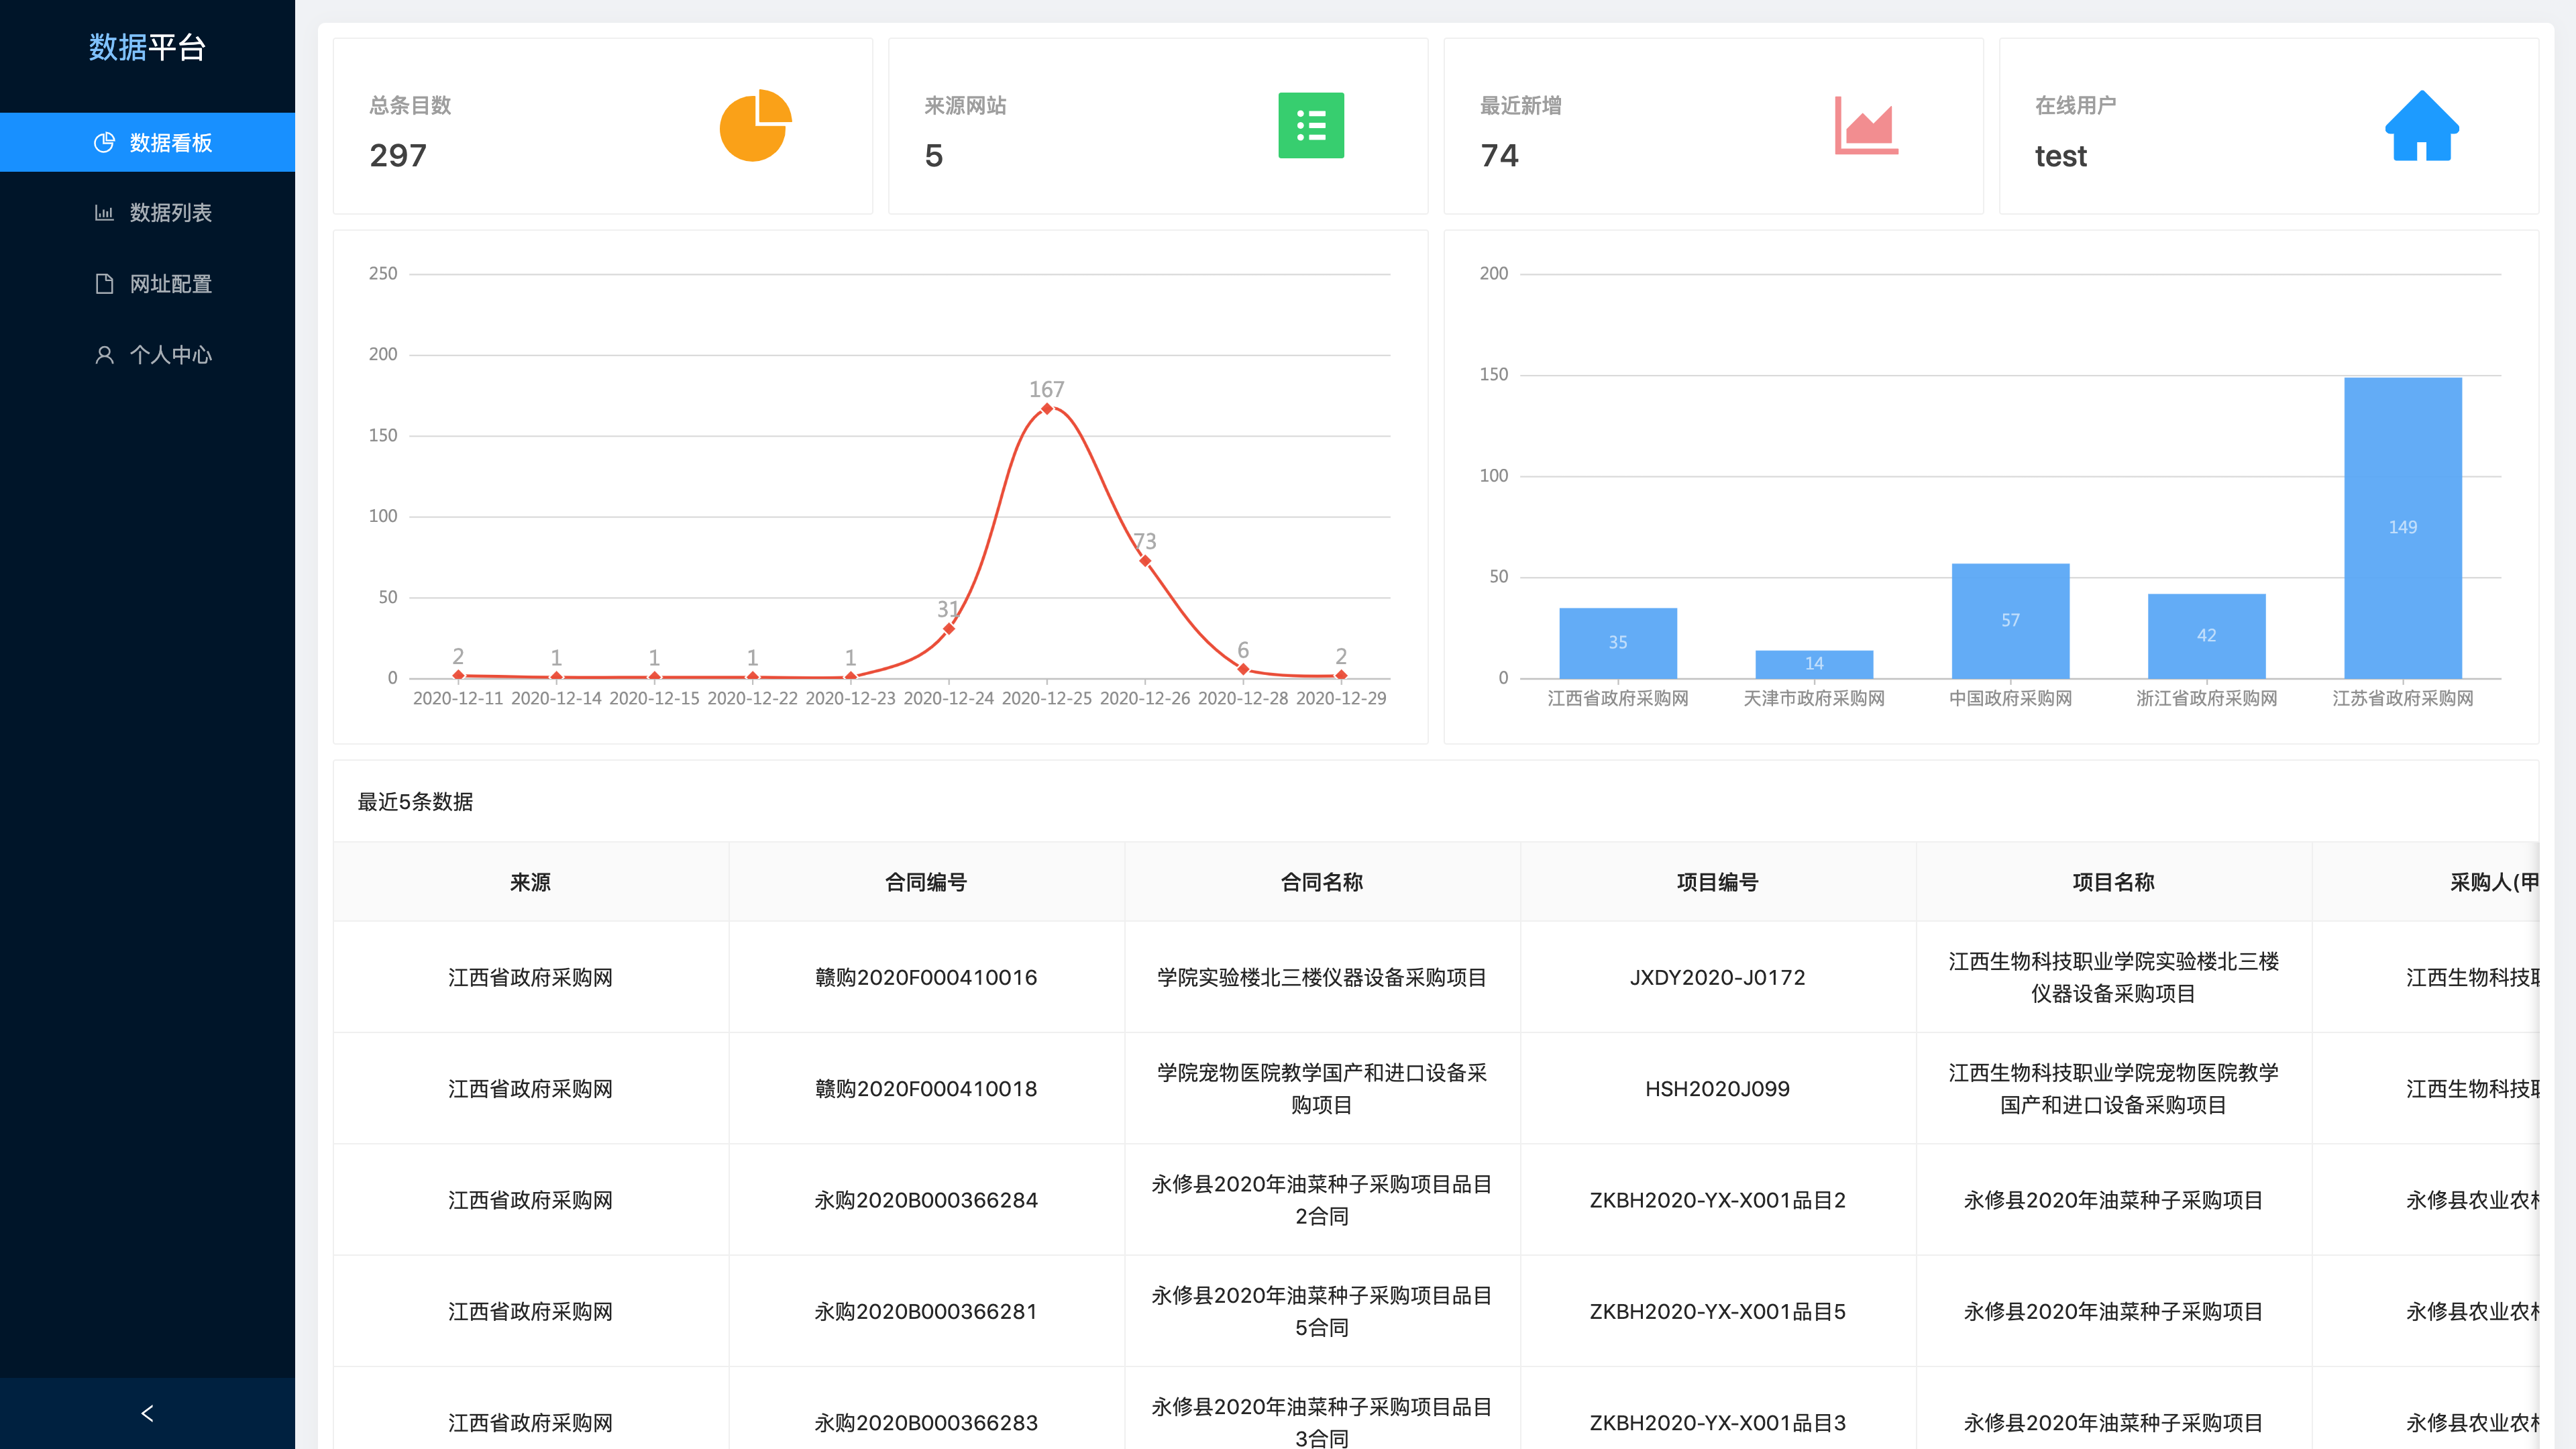 数据平台
数据看板
数据列表
网址配置
个人中心
总条目数
297
来源网站
5
最近新增
74
在线用户
test
250
200
150
100
50
0
167
73
31
2
1
1
1
1
6
2
2020-12-11 2020-12-14 2020-12-15 2020-12-22 2020-12-23 2020-12-24 2020-12-25 2020-12-26 2020-12-28 2020-12-29
200
150
100
50
0
35
14
57
42
149
江西省政府采购网 天津市政府采购网 中国政府采购网 浙江省政府采购网 江苏省政府采购网
最近5条数据
来源 合同编号 合同名称 项目编号 项目名称 采购人(甲
江西省政府采购网
赣购2020F000410016
学院实验楼北三楼仪器设备采购项目
JXDY2020-J0172
江西生物科技职业学院实验楼北三楼
仪器设备采购项目
江西生物科技
江西省政府采购网
赣购2020F000410018
学院宠物医院教学国产和进口设备采
购项目
HSH2020J099
江西生物科技职业学院宠物医院教学
国产和进口设备采购项目
江西生物科技
江西省政府采购网
永购2020B000366284
永修县2020年油菜种子采购项目品目
2合同
ZKBH2020-YX-X001品目2
永修县2020年油菜种子采购项目
永修县农业农
江西省政府采购网
永购2020B000366281
永修县2020年油菜种子采购项目品目
5合同
ZKBH2020-YX-X001品目5
永修县2020年油菜种子采购项目
永修县农业农
江西省政府采购网
永购2020B000366283
永修县2020年油菜种子采购项目品目
3合同
ZKBH2020-YX-X001品目3
永修县2020年油菜种子采购项目
永修县农业农